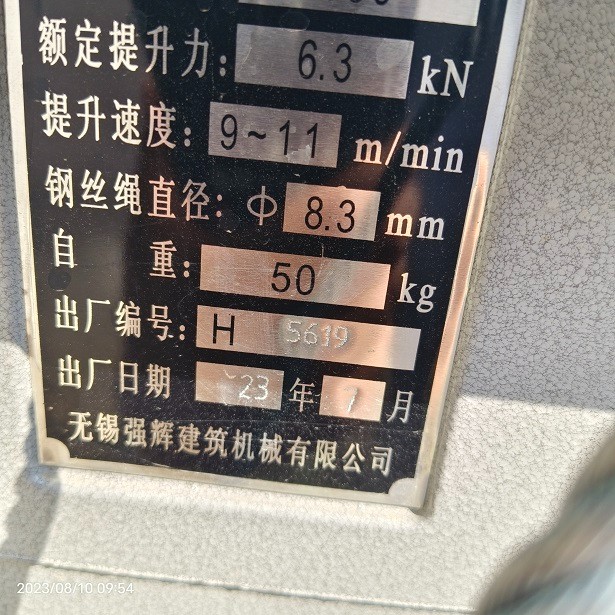 额定提升力: 6.3 kN
提升速度: 9~11 m/min
钢丝绳直径: Φ 8.3 mm
自 重: 50 kg
出厂编号: H 5619
出厂日期 23 年 1 月
无锡强辉建筑机械有限公司
2023/08/10 09:54